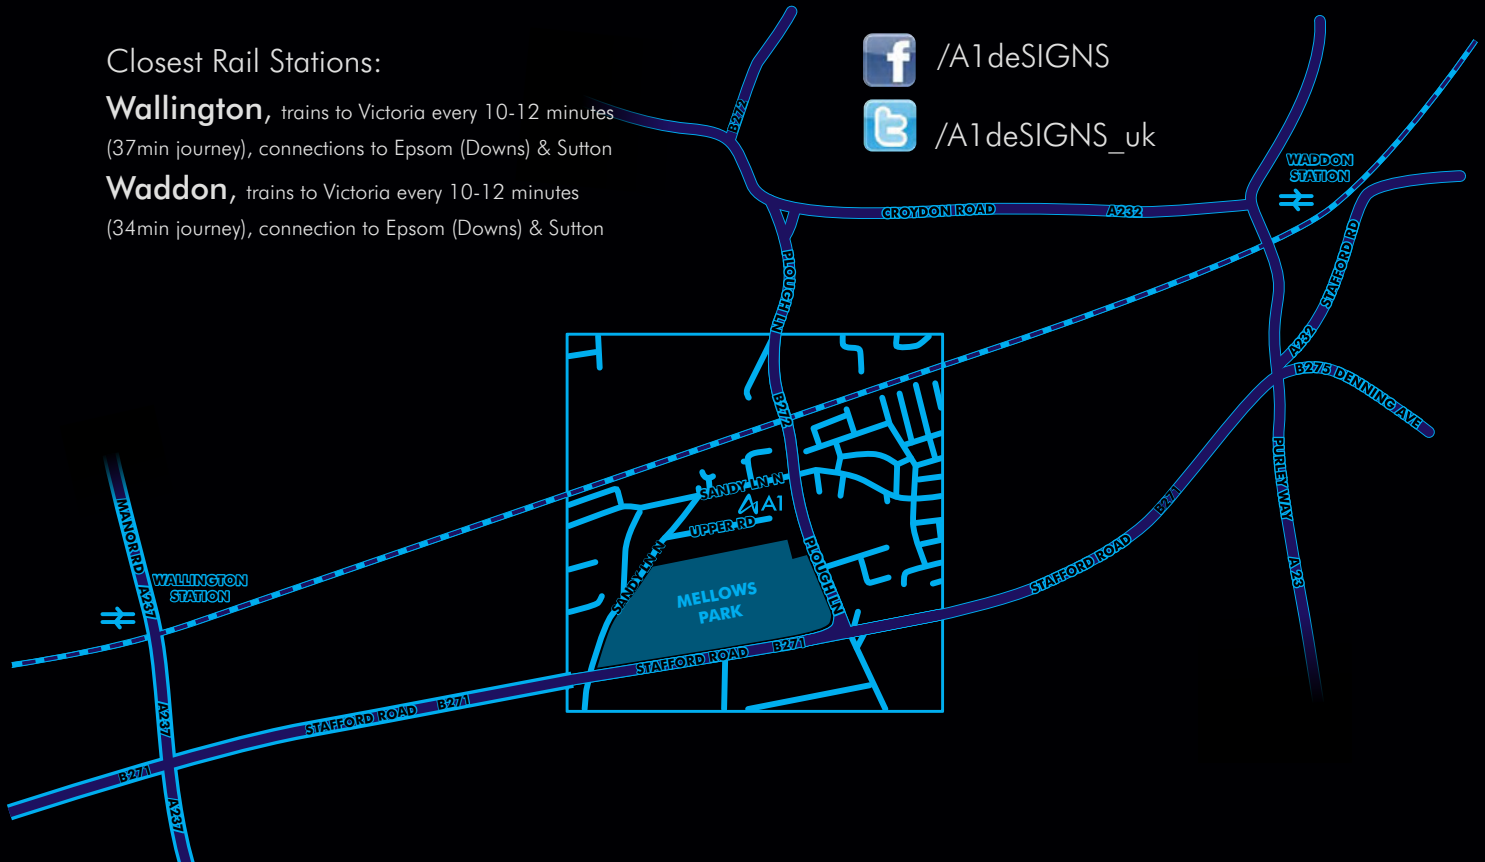 Closest Rail Stations:
Wallington, trains to Victoria every 10-12 minutes
(37min journey), connections to Epsom (Downs) & Sutton
Waddon, trains to Victoria every 10-12 minutes
(34min journey), connection to Epsom (Downs) & Sutton
/A1deSIGNS
/A1deSIGNS_uk
B272
WADDON
STATION
CROYDON ROAD
A232
PLOUGH LN
STAFFORD RD
A232
B275 DENNING AVE
B272
PURLEY WAY
A23
SANDY LN N
A1
UPPER RD
SANDY LN N
PLOUGH LN
MELLOWS
PARK
B271
STAFFORD ROAD
STAFFORD ROAD
B271
MANOR RD
A237
WALLINGTON
STATION
A237
STAFFORD ROAD
B271
B271
A237